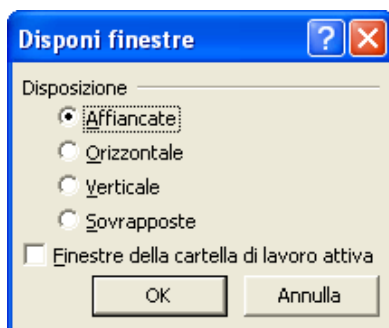 Disponi finestre
Disposizione
Affiancate
Orizzontale
Verticale
Sovrapposte
Finestre della cartella di lavoro attiva
OK Annulla